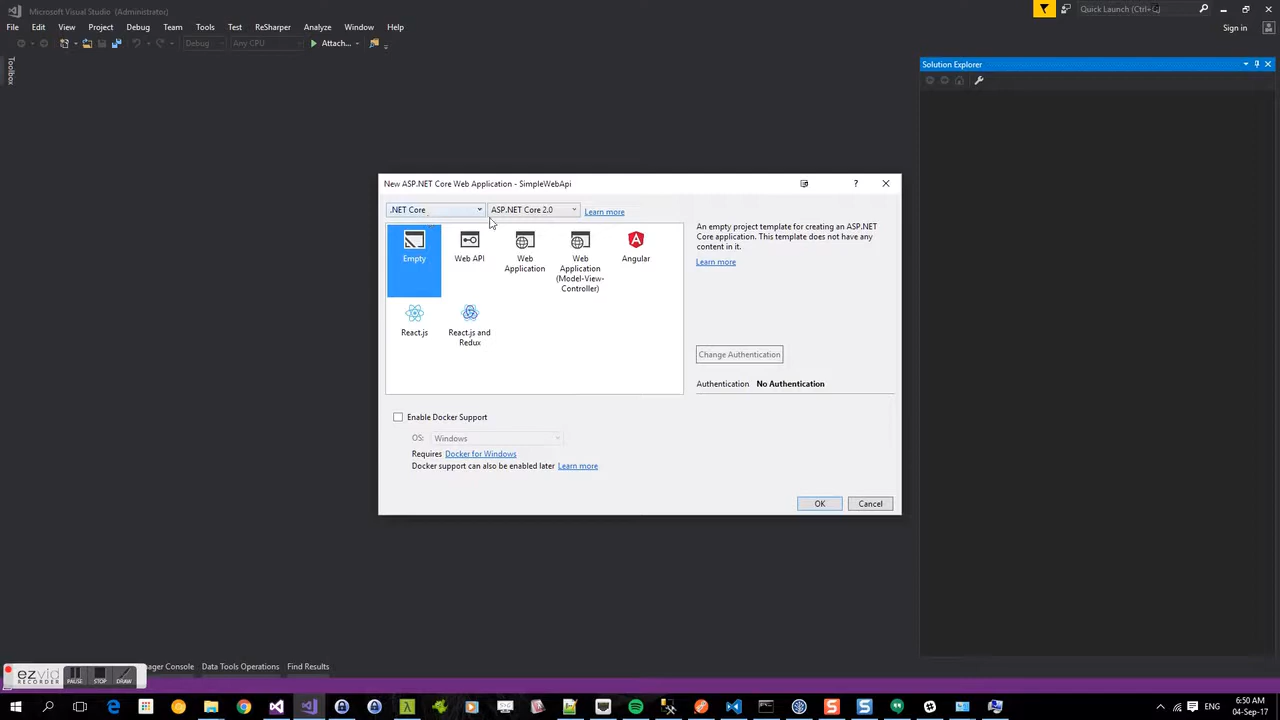 Microsoft Visual Studio (Administrator)
Quick Launch (Ctrl+Q)
File Edit View Project Debug Team Tools Test ReSharper Analyze Window Help
Sign in
Debug Any CPU Attach...
Toolbox
Solution Explorer
New ASP.NET Core Web Application - SimpleWebApi
?
.NET Core ASP.NET Core 2.0 Learn more
Empty
Web API
Web
Application
Web
Application
(Model-View-
Controller)
Angular
React.js
React.js and
Redux
An empty project template for creating an ASP.NET
Core application. This template does not have any
content in it.
Learn more
Change Authentication
Authentication No Authentication
Enable Docker Support
OS: Windows
Requires Docker for Windows
Docker support can also be enabled later Learn more
OK Cancel
ezvid
RECORDER
PAUSE STOP DRAW
ager Console Data Tools Operations Find Results
6:50 AM
04-Sep-17